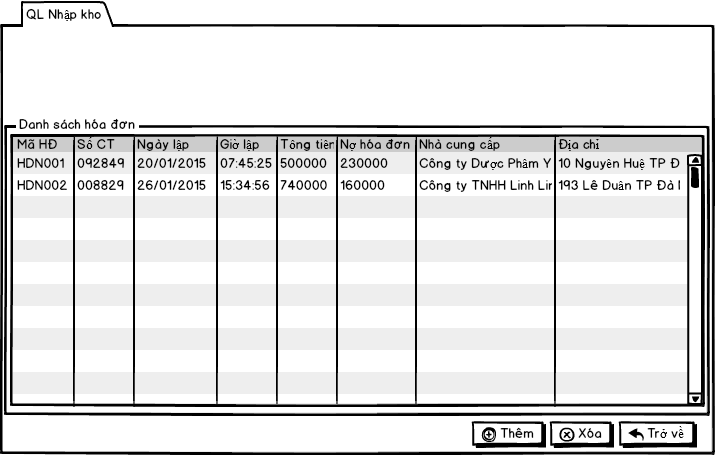 QL Nhập kho
Danh sách hóa đơn
Mã HĐ Số CT Ngày lập Giờ lập Tổng tiền Nợ hóa đơn Nhà cung cấp Địa chỉ
HDN001 092849 20/01/2015 07:45:25 500000 230000 Công ty Dược Phẩm Y 10 Nguyễn Huệ TP Đ
HDN002 008829 26/01/2015 15:34:56 740000 160000 Công ty TNHH Linh Lin 193 Lê Duẩn TP Đà
Thêm Xóa Trở về